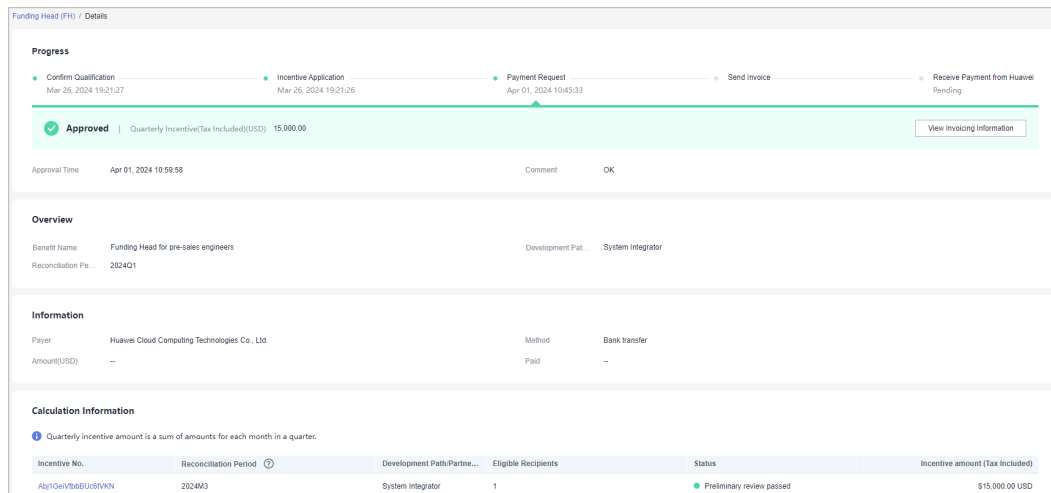 Funding Head (FH) / Details
Progress
Confirm Qualification Incentive Application Payment Request Send Invoice Receive Payment from Huawei
Mar 26, 2024 19:21:27 Mar 26, 2024 19:21:26 Apr 01, 2024 10:45:33 Pending
Approved | Quarterly Incentive(Tax Included)(USD) 15,000.00 View Invoicing Information
Approval Time Apr 01, 2024 10:59:58 Comment OK
Overview
Benefit Name Funding Head for pre-sales engineers Development Pat... System Integrator
Reconciliation Pe... 2024Q1
Information
Payer Huawei Cloud Computing Technologies Co., Ltd. Method Bank transfer
Amount(USD) -- Paid --
Calculation Information
Quarterly incentive amount is a sum of amounts for each month in a quarter.
Incentive No. Reconciliation Period Development Path/Partne... Eligible Recipients Status Incentive amount (Tax Included)
Abj1GeiVtbbBUc6tVKN 2024M3 System Integrator 1 Preliminary review passed $15,000.00 USD